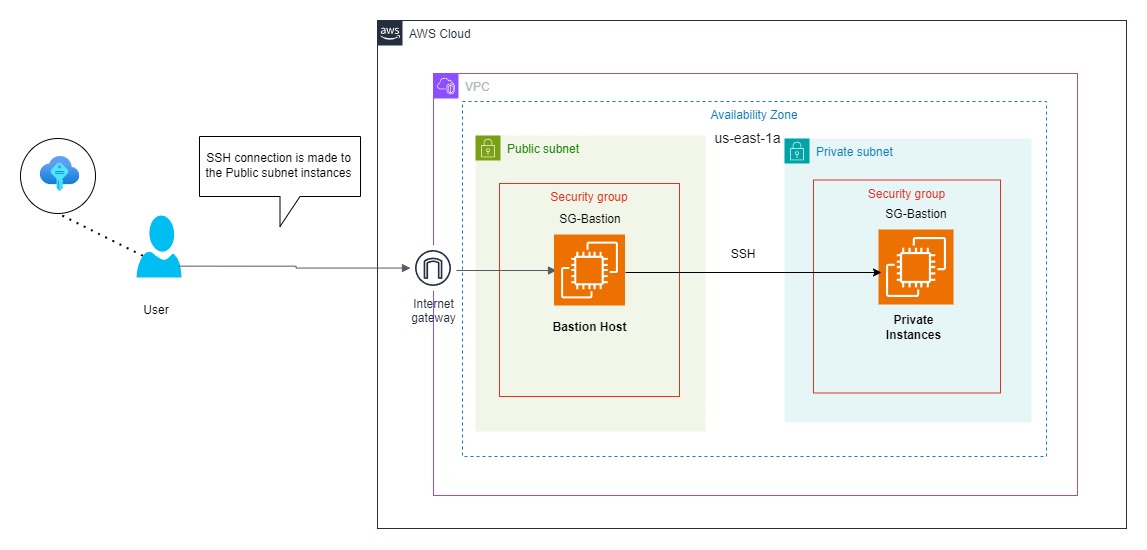 aws
AWS Cloud
VPC
Availability Zone
us-east-1a
SSH connection is made to
the Public subnet instances
Public subnet
Private subnet
Security group
SG-Bastion
Security group
SG-Bastion
SSH
User
Internet
gateway
Bastion Host
Private
Instances